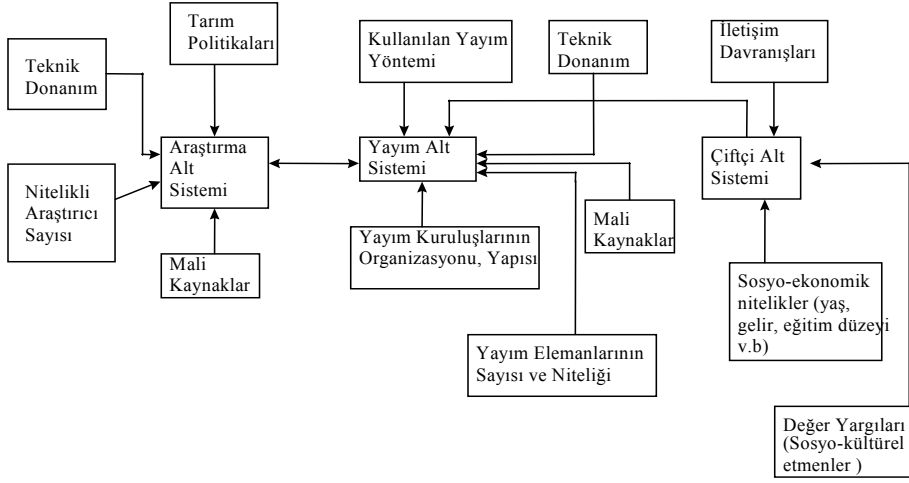 Tarım
Politikaları
Kullanılan Yayım
Yöntemi
Teknik
Donanım
İletişim
Davranışları
Teknik
Donanım
Araştırma
Alt
Sistemi
Yayım Alt
Sistemi
Çiftçi Alt
Sistemi
Nitelikli
Araştırıcı
Sayısı
Mali
Kaynaklar
Yayım Kuruluşlarının
Organizasyonu, Yapısı
Mali
Kaynaklar
Sosyo-ekonomik
nitelikler (yaş,
gelir, eğitim düzeyi
v.b)
Yayım Elemanlarının
Sayısı ve Niteliği
Değer Yargıları
(Sosyo-kültürel
etmenler )